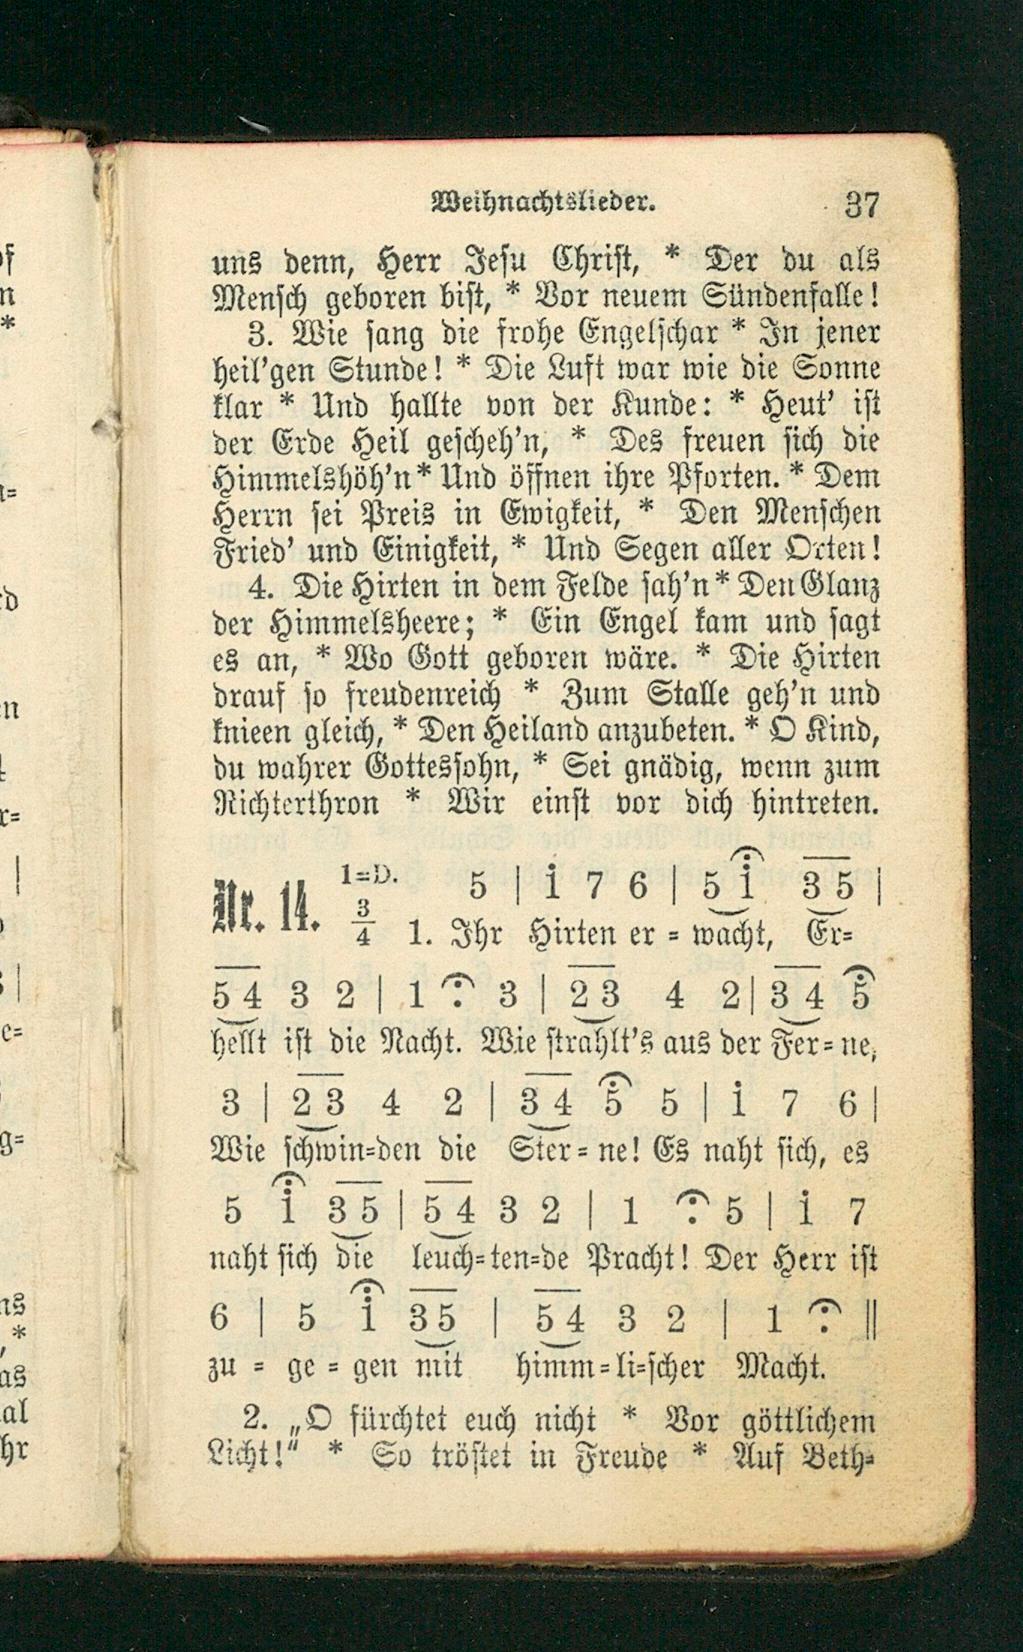 Weihnachtslieder. 37
uns denn, Herr Jesu Christ, * Der du als
Mensch geboren bist, * Vor neuem Sündenfalle!
3. Wie sang die frohe Engelschar * In jener
heil'gen Stunde! * Die Luft war wie die Sonne
klar * Und hallte von der Kunde: * Heut' ist
der Erde Heil gescheh'n, * Des freuen sich die
Himmelshöh'n * Und öffnen ihre Pforten. * Dem
Herrn sei Preis in Ewigkeit, * Den Menschen
Fried' und Einigkeit, * Und Segen aller Orten!
4. Die Hirten in dem Felde sah'n * Den Glanz
der Himmelsheere; * Ein Engel kam und sagt
es an, * Wo Gott geboren wäre. * Die Hirten
drauf so freudenreich * Zum Stalle geh'n und
knieen gleich, * Den Heiland anzubeten. * O Kind,
du wahrer Gottessohn, * Sei gnädig, wenn zum
Richterthron * Wir einst vor dich hintreten.
Nr. 14. 1=D. 3/4 5 | i 7 6 | 5 i 3 5 |
1. Ihr Hirten er = wacht, Er=
5 4 3 2 | 1 : 3 | 2 3 4 2 | 3 4 5
hellt ist die Nacht. Wie strahlt's aus der Fer= ne,
3 | 2 3 4 2 | 3 4 5 5 | i 7 6 |
Wie schwin=den die Ster = ne! Es naht sich, es
5 i 3 5 | 5 4 3 2 | 1 : 5 | i 7
naht sich die leuch=ten=de Pracht! Der Herr ist
6 | 5 i 3 5 | 5 4 3 2 | 1 : ||
zu = ge = gen mit himm=li=scher Macht.
2. „O fürchtet euch nicht * Vor göttlichem
Licht!" * So tröstet in Freude * Auf Beth=